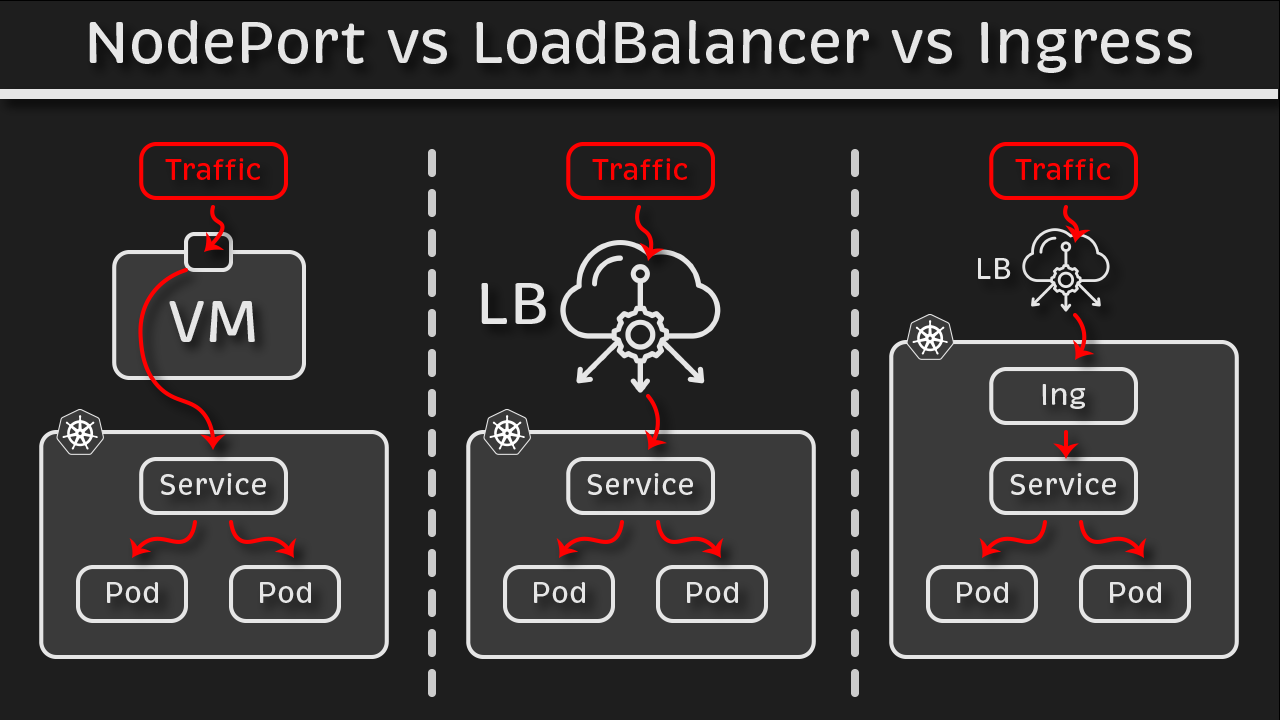 NodePort vs LoadBalancer vs Ingress
Traffic
VM
Service
Pod
Pod
Traffic
LB
Service
Pod
Pod
Traffic
LB
Ing
Service
Pod
Pod